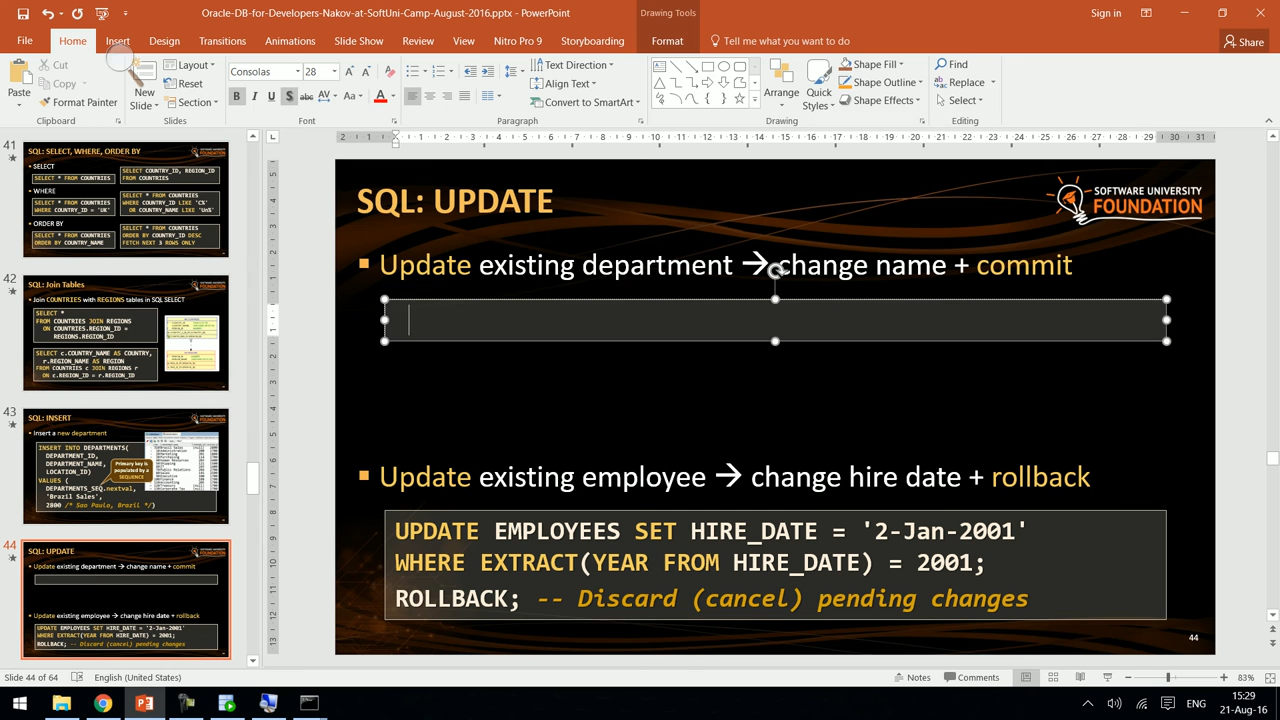 Oracle-DB-for-Developers-Nakov-at-SoftUni-Camp-August-2016.pptx - PowerPoint
Drawing Tools
Sign in
File Home Insert Design Transitions Animations Slide Show Review View Nitro Pro 9 Storyboarding Format Tell me what you want to do Share
Paste
Cut
Copy
Format Painter
New Slide
Layout
Reset
Section
Consolas 28
Text Direction
Align Text
Convert to SmartArt
Arrange
Quick Styles
Shape Fill
Shape Outline
Shape Effects
Find
Replace
Select
Clipboard Slides Font Paragraph Drawing Editing
41
SQL: SELECT, WHERE, ORDER BY
SELECT
SELECT * FROM COUNTRIES
SELECT COUNTRY_ID, REGION_ID
FROM COUNTRIES
WHERE
SELECT * FROM COUNTRIES
WHERE COUNTRY_ID = 'UK'
SELECT * FROM COUNTRIES
WHERE COUNTRY_ID LIKE 'C%'
OR COUNTRY_NAME LIKE 'Un%'
ORDER BY
SELECT * FROM COUNTRIES
ORDER BY COUNTRY_NAME
SELECT * FROM COUNTRIES
ORDER BY COUNTRY_ID DESC
FETCH NEXT 3 ROWS ONLY
42
SQL: Join Tables
Join COUNTRIES with REGIONS tables in SQL SELECT
SELECT *
FROM COUNTRIES JOIN REGIONS
ON COUNTRIES.REGION_ID =
REGIONS.REGION_ID
SELECT c.COUNTRY_NAME AS COUNTRY,
r.REGION_NAME AS REGION
FROM COUNTRIES c JOIN REGIONS r
ON c.REGION_ID = r.REGION_ID
43
SQL: INSERT
Insert a new department
INSERT INTO DEPARTMENTS(
DEPARTMENT_ID,
DEPARTMENT_NAME,
LOCATION_ID)
VALUES (
DEPARTMENTS_SEQ.nextval,
'Brazil Sales',
2800 /* Sao Paulo, Brazil */)
Primary key is
populated by a
SEQUENCE
44
SQL: UPDATE
Update existing department → change name + commit
Update existing employee → change hire date + rollback
UPDATE EMPLOYEES SET HIRE_DATE = '2-Jan-2001'
WHERE EXTRACT(YEAR FROM HIRE_DATE) = 2001;
ROLLBACK; -- Discard (cancel) pending changes
SQL: UPDATE
SOFTWARE UNIVERSITY
FOUNDATION
Update existing department → change name + commit
Update existing employee → change hire date + rollback
UPDATE EMPLOYEES SET HIRE_DATE = '2-Jan-2001'
WHERE EXTRACT(YEAR FROM HIRE_DATE) = 2001;
ROLLBACK; -- Discard (cancel) pending changes
44
Slide 44 of 64 English (United States) Notes Comments 83%
ENG
15:29
21-Aug-16